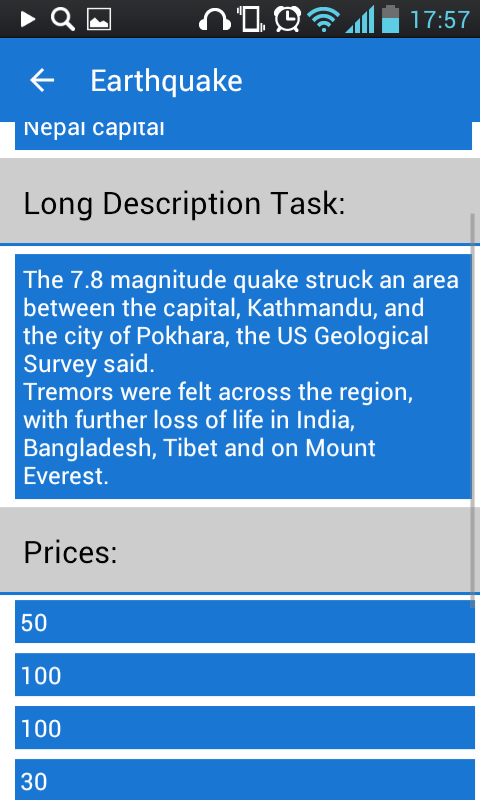 17:57
Earthquake
Nepal capital
Long Description Task:
The 7.8 magnitude quake struck an area
between the capital, Kathmandu, and
the city of Pokhara, the US Geological
Survey said.
Tremors were felt across the region,
with further loss of life in India,
Bangladesh, Tibet and on Mount
Everest.
Prices:
50
100
100
30